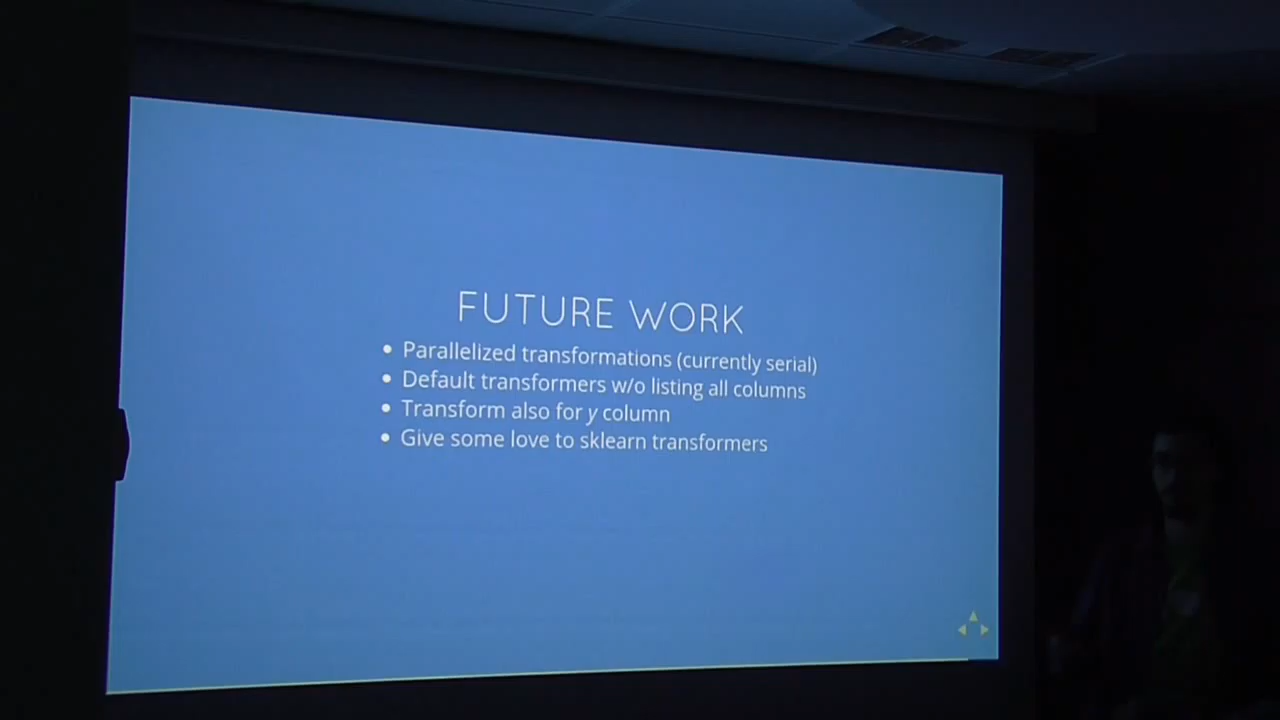 FUTURE WORK
• Parallelized transformations (currently serial)
• Default transformers w/o listing all columns
• Transform also for y column
• Give some love to sklearn transformers